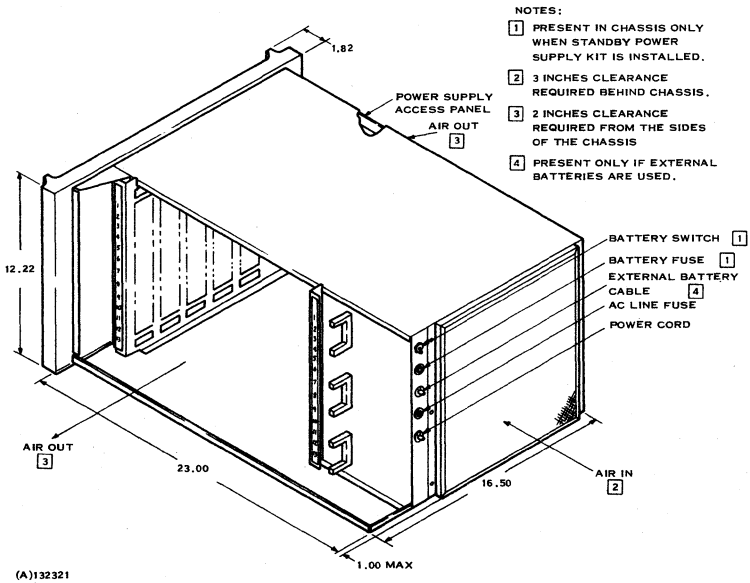 NOTES:
1 PRESENT IN CHASSIS ONLY
WHEN STANDBY POWER
SUPPLY KIT IS INSTALLED.
2 3 INCHES CLEARANCE
REQUIRED BEHIND CHASSIS.
3 2 INCHES CLEARANCE
REQUIRED FROM THE SIDES
OF THE CHASSIS
4 PRESENT ONLY IF EXTERNAL
BATTERIES ARE USED.
1.82
POWER SUPPLY
ACCESS PANEL
AIR OUT
3
12.22
BATTERY SWITCH 1
BATTERY FUSE 1
EXTERNAL BATTERY
CABLE 4
AC LINE FUSE
POWER CORD
AIR OUT
3
23.00
16.50
AIR IN
2
1.00 MAX
(A)132321